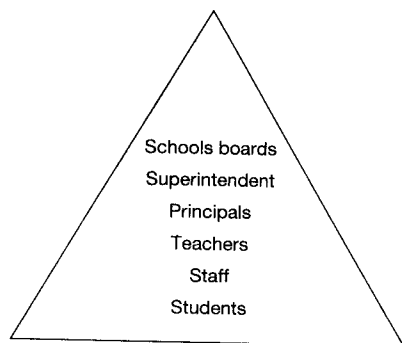 Schools boards
Superintendent
Principals
Teachers
Staff
Students